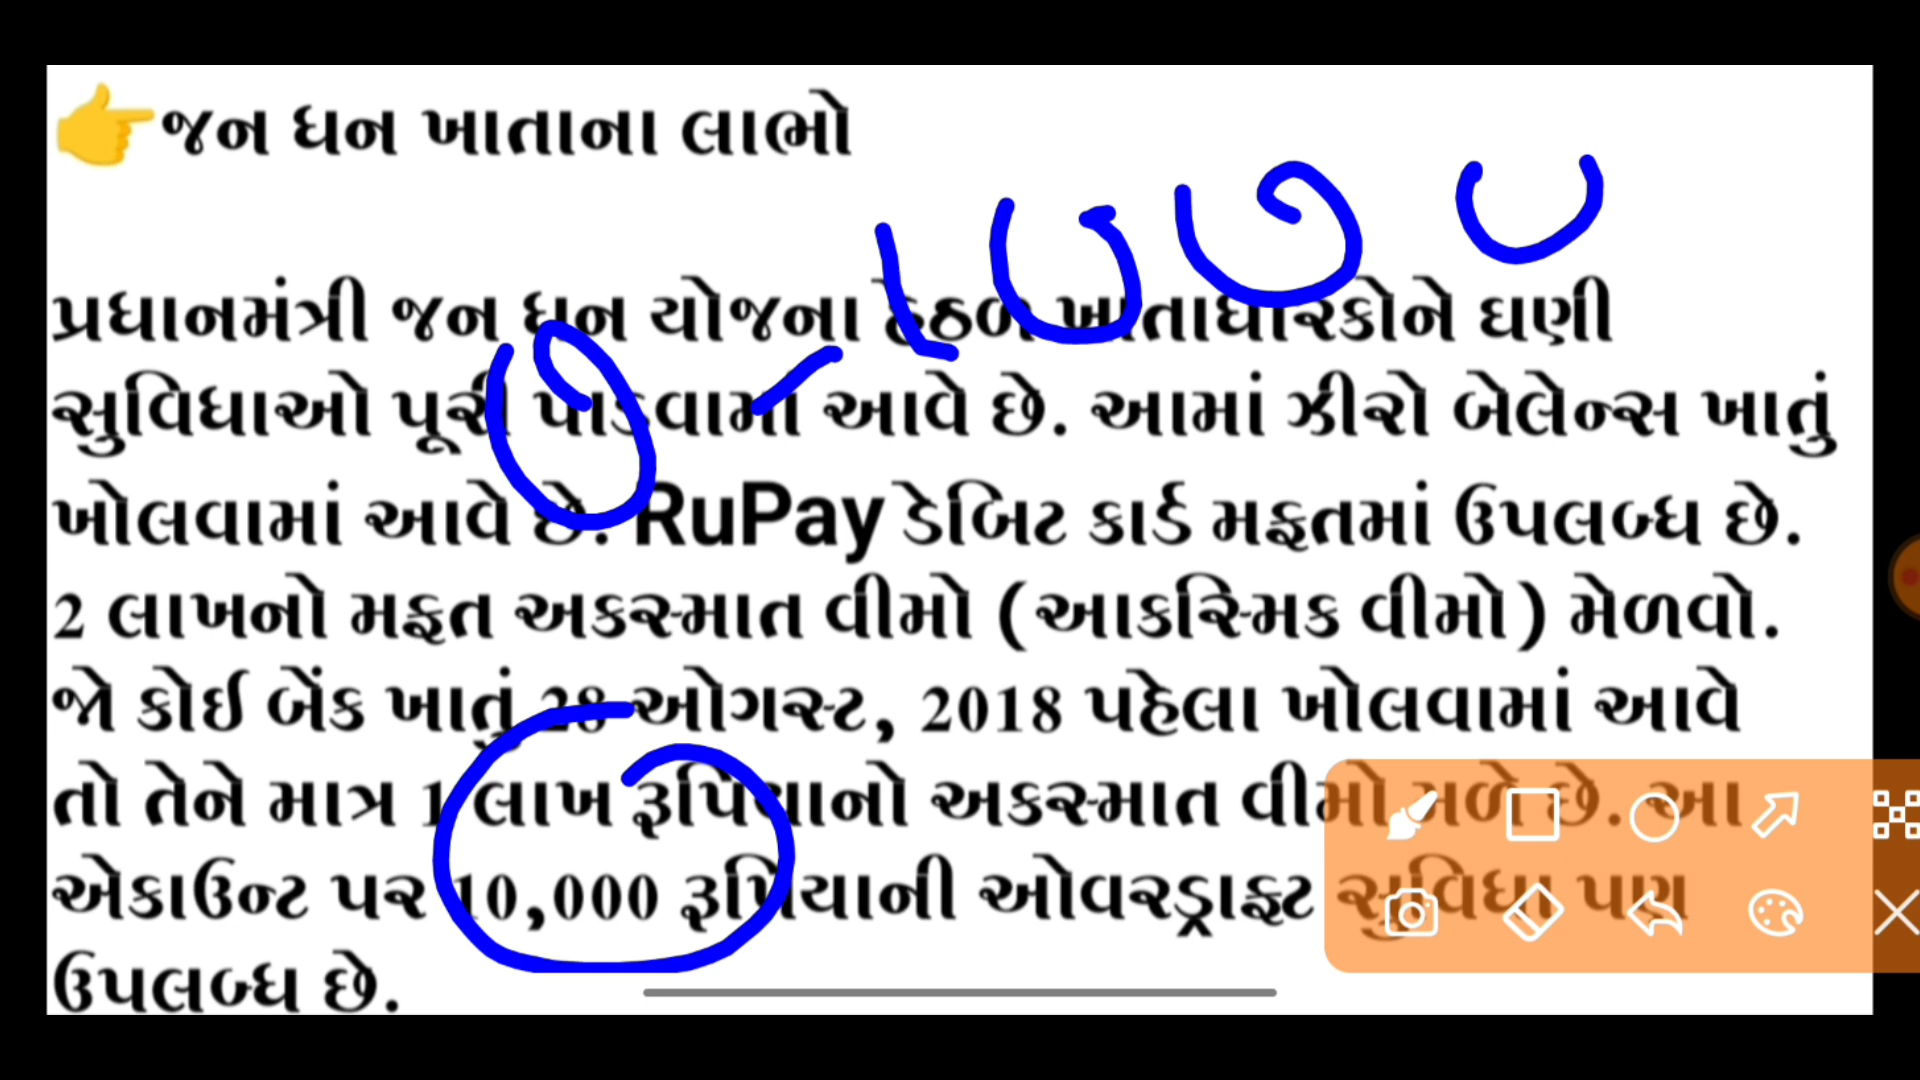 👉જન ધન ખાતાના લાભો
0 - 1000
પ્રધાનમંત્રી જન ધન યોજના હેઠળ ખાતાધારકોને ઘણી
સુવિધાઓ પૂરી પાડવામાં આવે છે. આમાં ઝીરો બેલેન્સ ખાતું
ખોલવામાં આવે છે. RuPay ડેબિટ કાર્ડ મફતમાં ઉપલબ્ધ છે.
2 લાખનો મફત અકસ્માત વીમો (આકસ્મિક વીમો) મેળવો.
જો કોઈ બેંક ખાતું 28 ઓગસ્ટ, 2018 પહેલા ખોલવામાં આવે
તો તેને માત્ર 1 લાખ રૂપિયાનો અકસ્માત વીમો મળે છે. આ
એકાઉન્ટ પર 10,000 રૂપિયાની ઓવરડ્રાફ્ટ સુવિધા પણ
ઉપલબ્ધ છે.